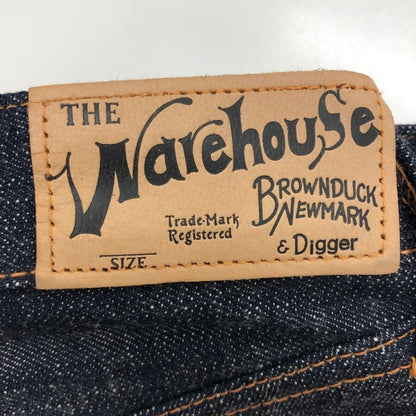 THE
Warehouse
BROWNDUCK
NEWMARK
Trade-Mark
Registered
& Digger
SIZE